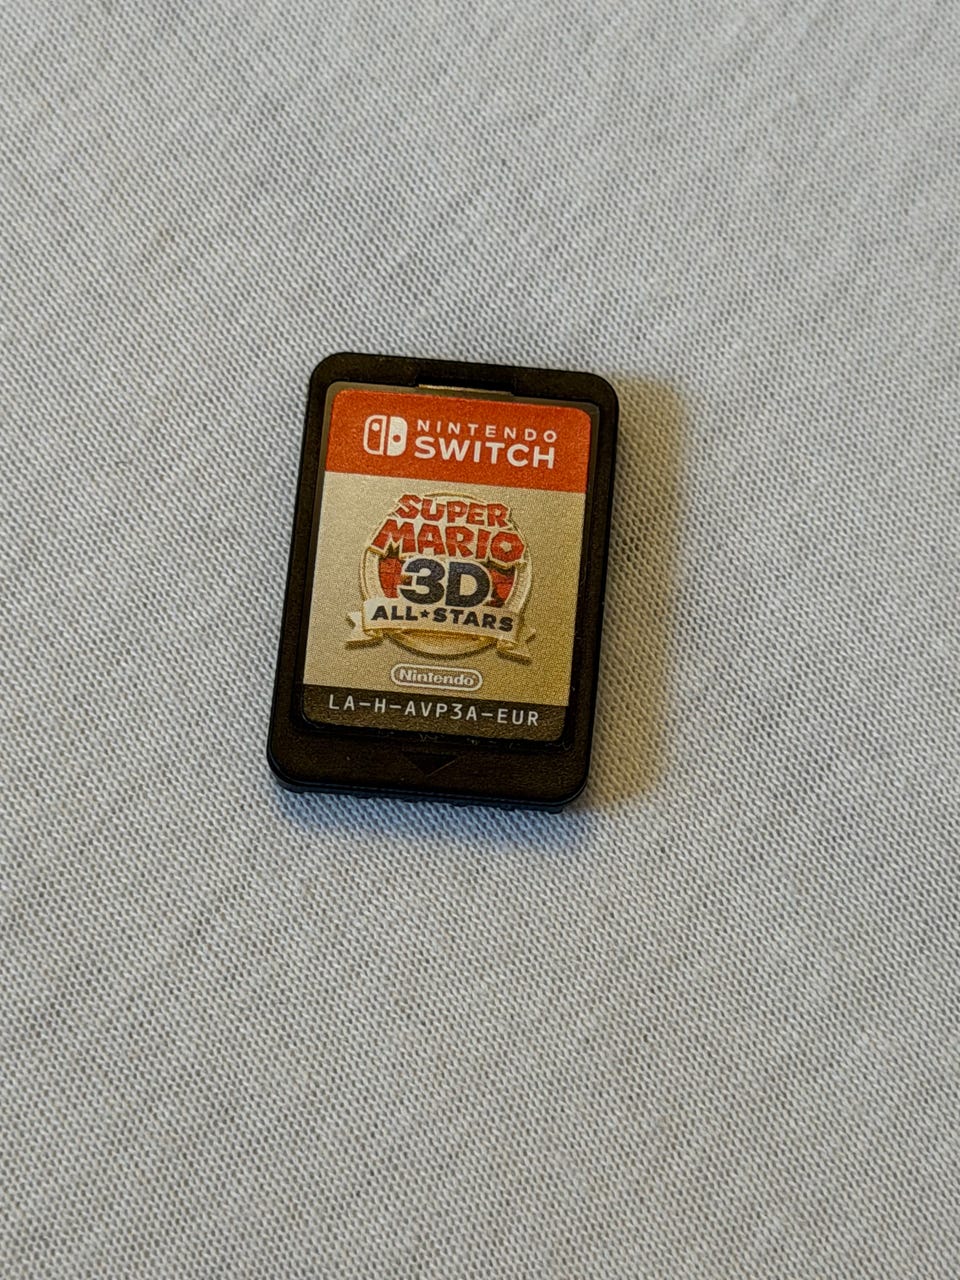 NINTENDO
SWITCH
SUPER
MARIO
3D
ALL★STARS
Nintendo
LA-H-AVP3A-EUR